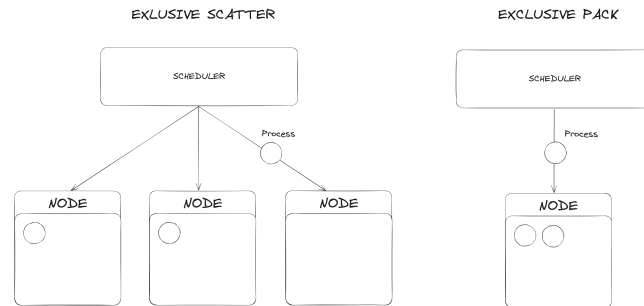 EXLUSIVE SCATTER
SCHEDULER
Process
NODE
NODE
NODE
EXCLUSIVE PACK
SCHEDULER
Process
NODE